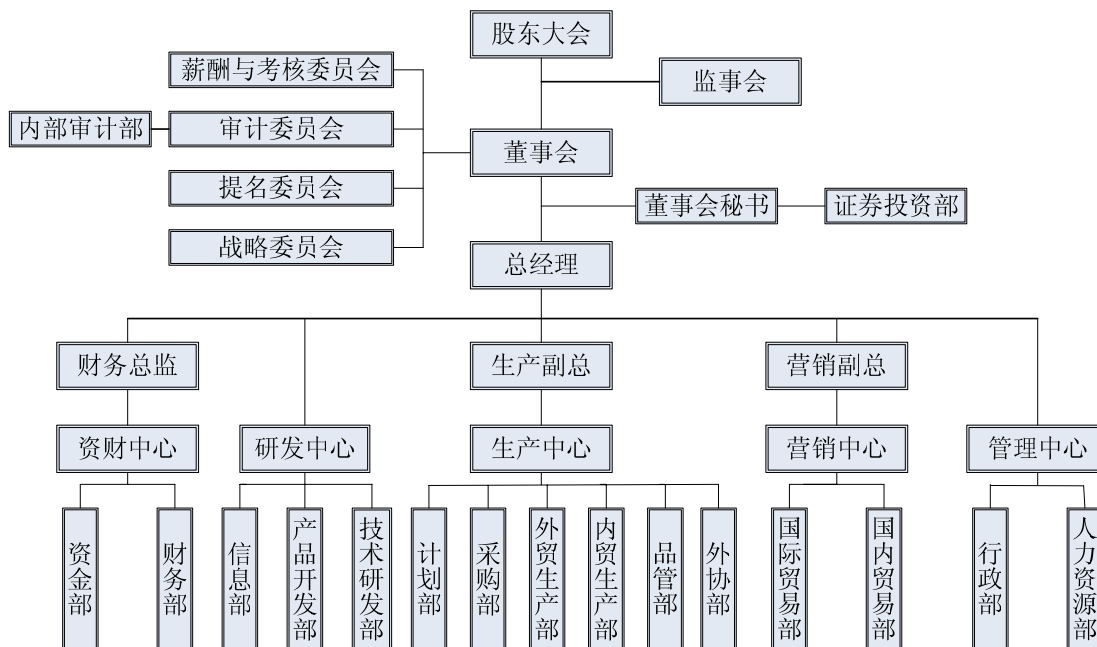 股东大会
薪酬与考核委员会
监事会
内部审计部
审计委员会
董事会
提名委员会
董事会秘书
证券投资部
战略委员会
总经理
财务总监
生产副总
营销副总
资财中心
研发中心
生产中心
营销中心
管理中心
资金部
财务部
信息部
产品开发部
技术研发部
计划部
采购部
外贸生产部
内贸生产部
品管部
外协部
国际贸易部
国内贸易部
行政部
人力资源部